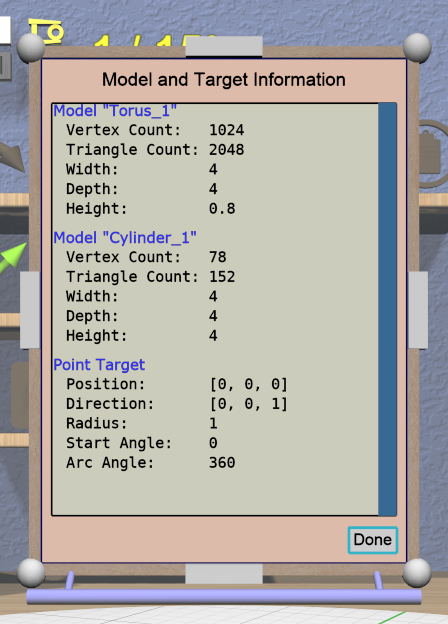 Model and Target Information
Model "Torus_1"
Vertex Count: 1024
Triangle Count: 2048
Width: 4
Depth: 4
Height: 0.8
Model "Cylinder_1"
Vertex Count: 78
Triangle Count: 152
Width: 4
Depth: 4
Height: 4
Point Target
Position: [0, 0, 0]
Direction: [0, 0, 1]
Radius: 1
Start Angle: 0
Arc Angle: 360
Done